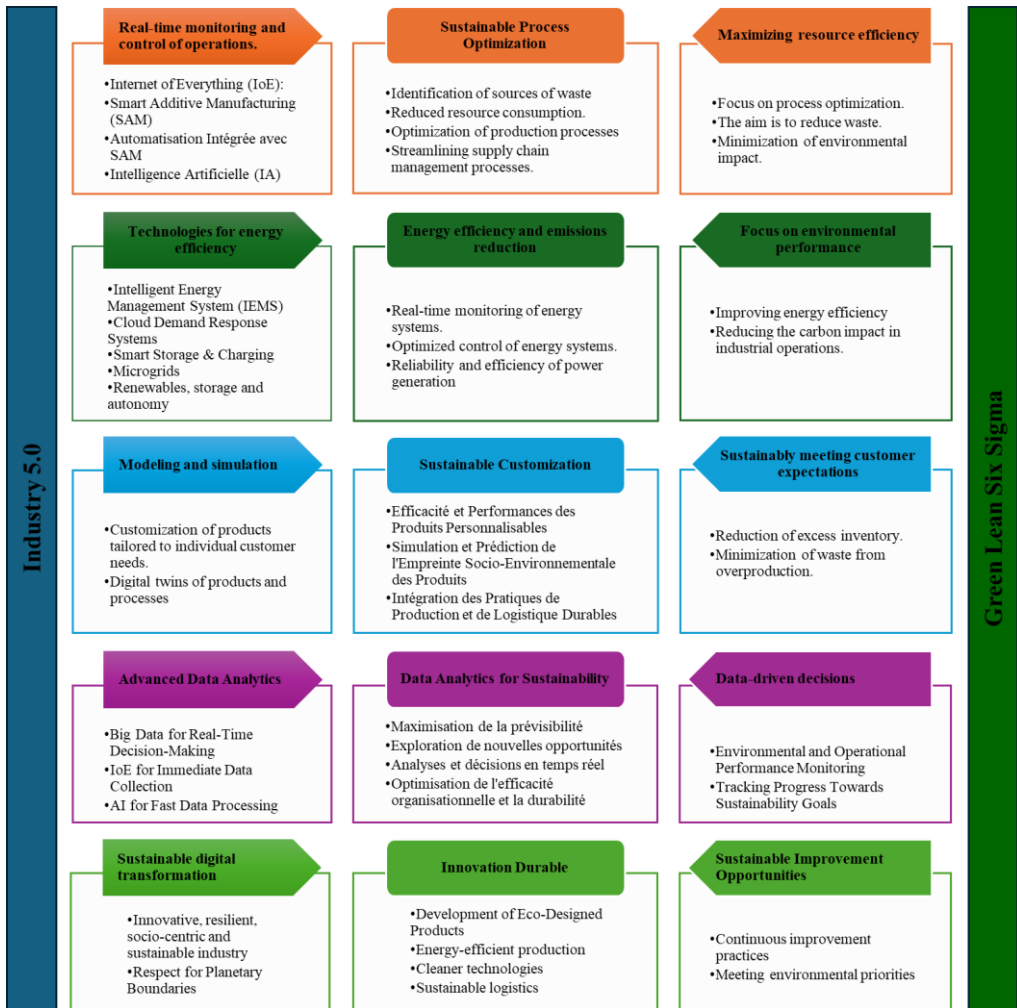 Industry 5.0
Real-time monitoring and
control of operations.
•Internet of Everything (IoE):
•Smart Additive Manufacturing
(SAM)
•Automatisation Intégrée avec
SAM
•Intelligence Artificielle (IA)
Sustainable Process
Optimization
•Identification of sources of waste
•Reduced resource consumption.
•Optimization of production processes
•Streamlining supply chain
management processes.
Maximizing resource efficiency
•Focus on process optimization.
•The aim is to reduce waste.
•Minimization of environmental
impact.
Technologies for energy
efficiency
•Intelligent Energy
Management System (IEMS)
•Cloud Demand Response
Systems
•Smart Storage & Charging
•Microgrids
•Renewables, storage and
autonomy
Energy efficiency and emissions
reduction
•Real-time monitoring of energy
systems.
•Optimized control of energy systems.
•Reliability and efficiency of power
generation
Focus on environmental
performance
•Improving energy efficiency
•Reducing the carbon impact in
industrial operations.
Modeling and simulation
•Customization of products
tailored to individual customer
needs.
•Digital twins of products and
processes
Sustainable Customization
•Efficacité et Performances des
Produits Personnalisables
•Simulation et Prédiction de
l'Empreinte Socio-Environnementale
des Produits
•Intégration des Pratiques de
Production et de Logistique Durables
Sustainably meeting customer
expectations
•Reduction of excess inventory.
•Minimization of waste from
overproduction.
Advanced Data Analytics
•Big Data for Real-Time
Decision-Making
•IoE for Immediate Data
Collection
•AI for Fast Data Processing
Data Analytics for Sustainability
•Maximisation de la prévisibilité
•Exploration de nouvelles opportunités
•Analyses et décisions en temps réel
•Optimisation de l'efficacité
organisationnelle et la durabilité
Data-driven decisions
•Environmental and Operational
Performance Monitoring
•Tracking Progress Towards
Sustainability Goals
Sustainable digital
transformation
•Innovative, resilient,
socio-centric and
sustainable industry
•Respect for Planetary
Boundaries
Innovation Durable
•Development of Eco-Designed
Products
•Energy-efficient production
•Cleaner technologies
•Sustainable logistics
Sustainable Improvement
Opportunities
•Continuous improvement
practices
•Meeting environmental priorities
Green Lean Six Sigma